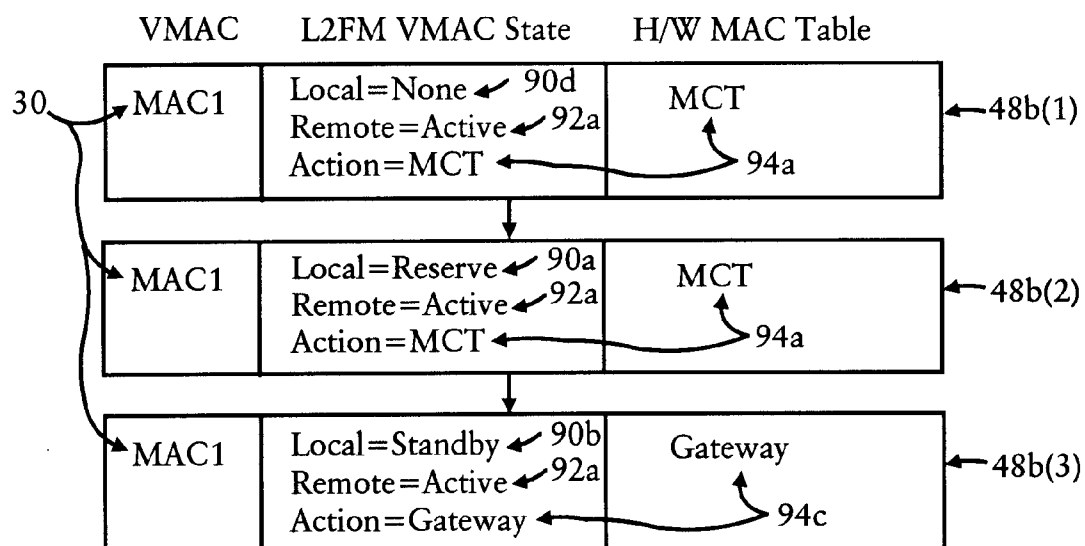 VMAC L2FM VMAC State H/W MAC Table
30
MAC1
Local=None 90d
Remote=Active 92a
Action=MCT
MCT
94a
48b(1)
MAC1
Local=Reserve 90a
Remote=Active 92a
Action=MCT
MCT
94a
48b(2)
MAC1
Local=Standby 90b
Remote=Active 92a
Action=Gateway
Gateway
94c
48b(3)